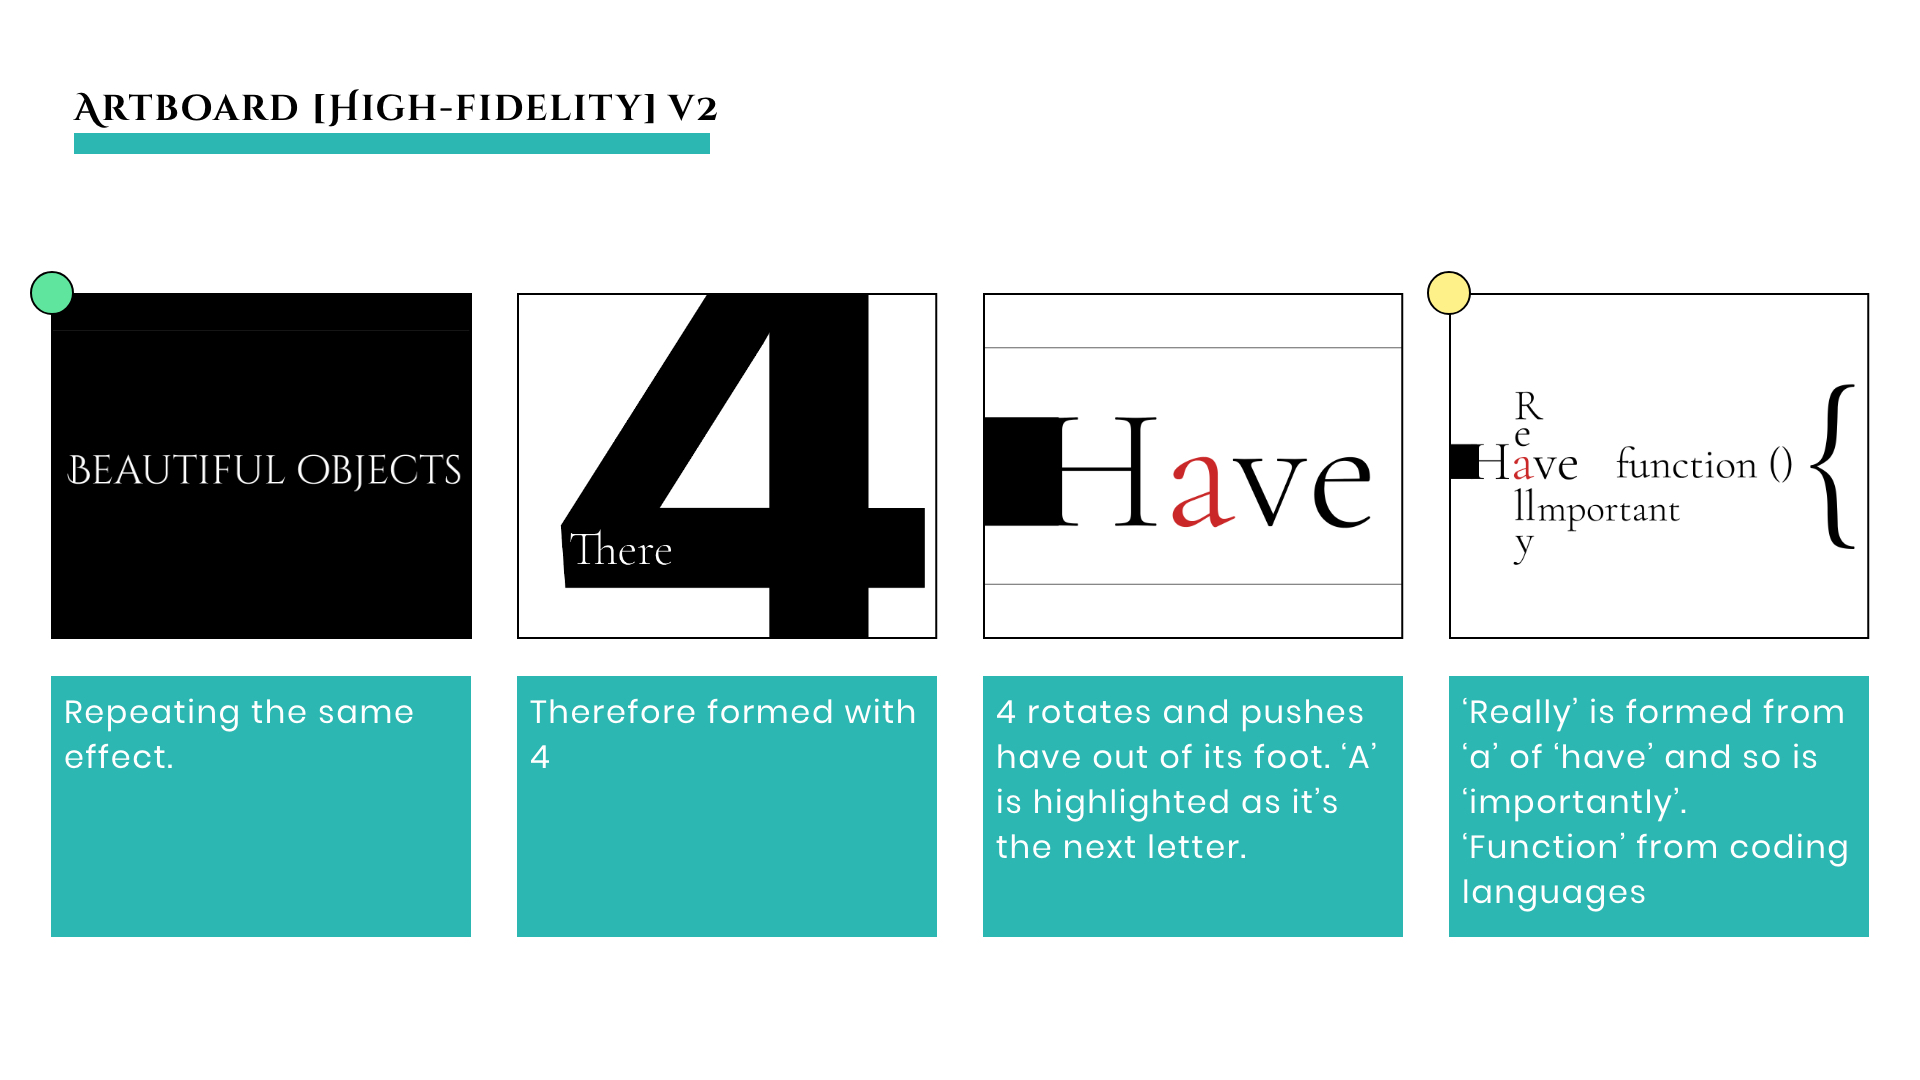 Artboard [High-fidelity] v2
Beautiful objects
There
4
Have
R
e
Have function () {
llmportant
y
Repeating the same
effect.
Therefore formed with
4
4 rotates and pushes
have out of its foot. ‘A’
is highlighted as it’s
the next letter.
‘Really’ is formed from
‘a’ of ‘have’ and so is
‘importantly’.
‘Function’ from coding
languages